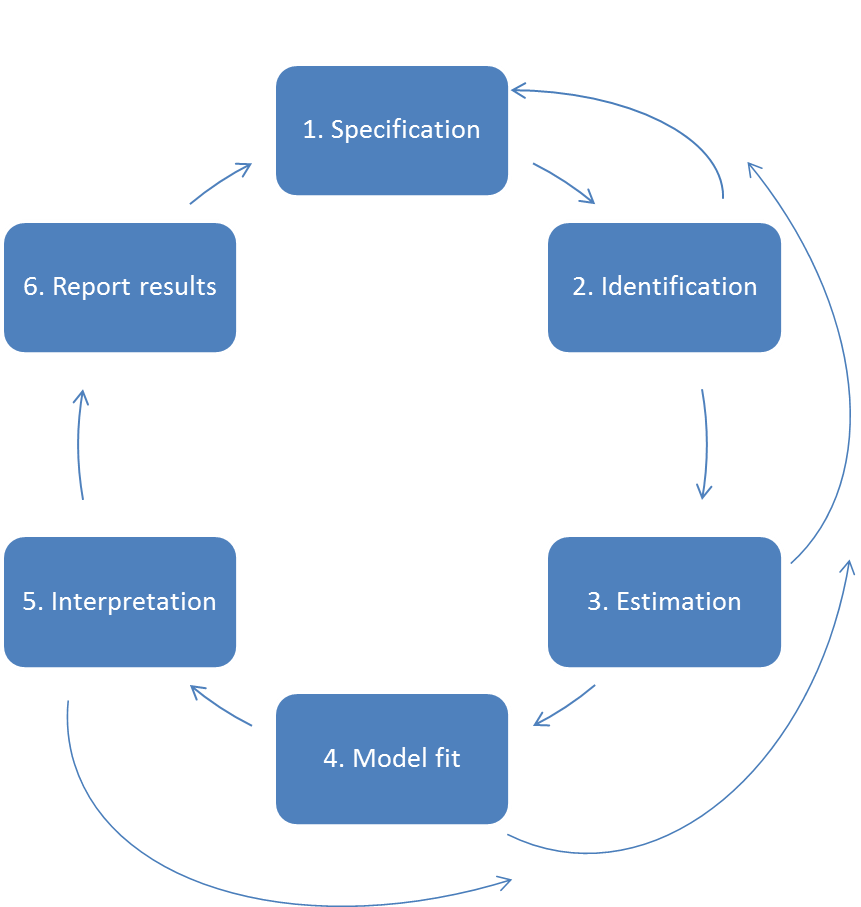 1. Specification
2. Identification
3. Estimation
4. Model fit
5. Interpretation
6. Report results